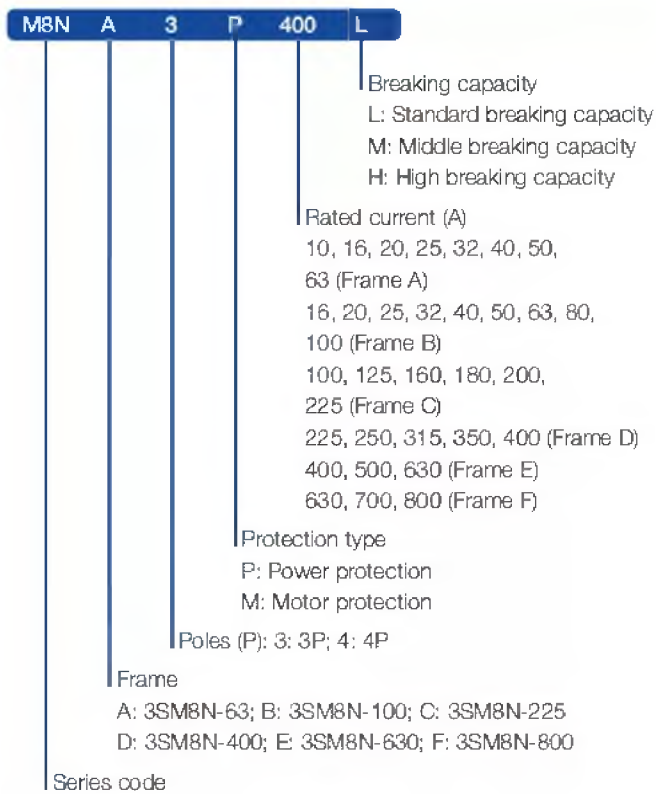 M8N A 3 P 400 L
Breaking capacity
L: Standard breaking capacity
M: Middle breaking capacity
H: High breaking capacity
Rated current (A)
10, 16, 20, 25, 32, 40, 50,
63 (Frame A)
16, 20, 25, 32, 40, 50, 63, 80,
100 (Frame B)
100, 125, 160, 180, 200,
225 (Frame C)
225, 250, 315, 350, 400 (Frame D)
400, 500, 630 (Frame E)
630, 700, 800 (Frame F)
Protection type
P: Power protection
M: Motor protection
Poles (P): 3: 3P; 4: 4P
Frame
A: 3SM8N-63; B: 3SM8N-100; C: 3SM8N-225
D: 3SM8N-400; E: 3SM8N-630; F: 3SM8N-800
Series code